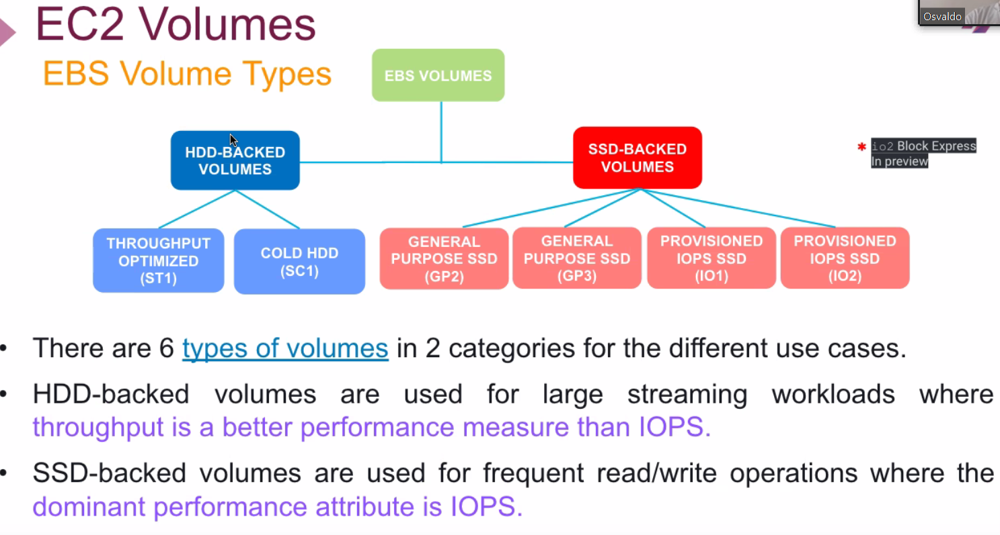 EC2 Volumes
Osvaldo
EBS Volume Types
EBS VOLUMES
HDD-BACKED
VOLUMES
SSD-BACKED
VOLUMES
* io2 Block Express
In preview
THROUGHPUT
OPTIMIZED
(ST1)
COLD HDD
(SC1)
GENERAL
PURPOSE SSD
(GP2)
GENERAL
PURPOSE SSD
(GP3)
PROVISIONED
IOPS SSD
(IO1)
PROVISIONED
IOPS SSD
(IO2)
• There are 6 types of volumes in 2 categories for the different use cases.
• HDD-backed volumes are used for large streaming workloads where
throughput is a better performance measure than IOPS.
• SSD-backed volumes are used for frequent read/write operations where the
dominant performance attribute is IOPS.